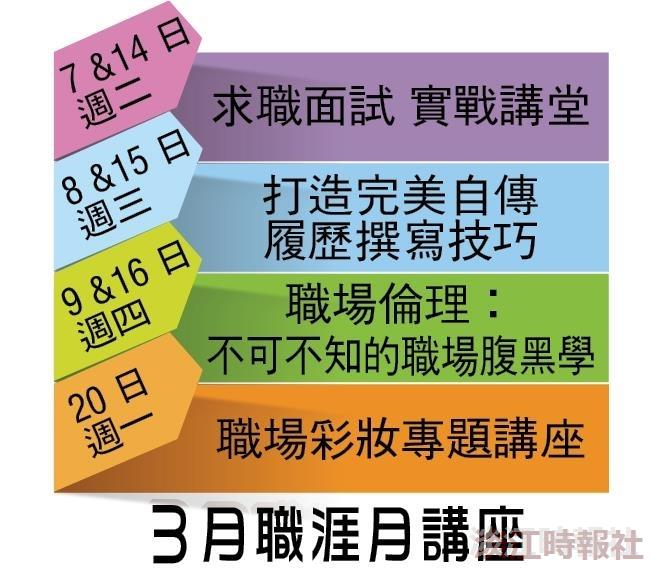 7 &14 日
週二
求職面試 實戰講堂
8 &15 日
週三
打造完美自傳
履歷撰寫技巧
9 &16 日
週四
職場倫理：
不可不知的職場腹黑學
20 日
週一
職場彩妝專題講座
3月職涯月講座
淡江時報社